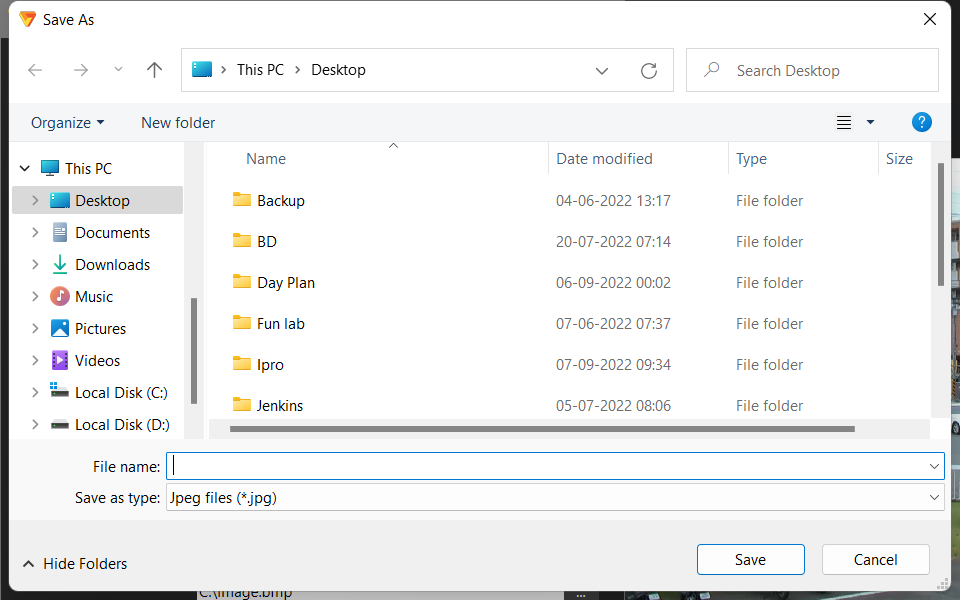 Save As
This PC > Desktop
Search Desktop
Organize
New folder
?
Name
Date modified
Type
Size
This PC
Desktop
Documents
Downloads
Music
Pictures
Videos
Local Disk (C:)
Local Disk (D:)
Backup 04-06-2022 13:17 File folder
BD 20-07-2022 07:14 File folder
Day Plan 06-09-2022 00:02 File folder
Fun lab 07-06-2022 07:37 File folder
Ipro 07-09-2022 09:34 File folder
Jenkins 05-07-2022 08:06 File folder
File name:
Save as type: Jpeg files (*.jpg)
Hide Folders
Save
Cancel
C:\image.bmp
...